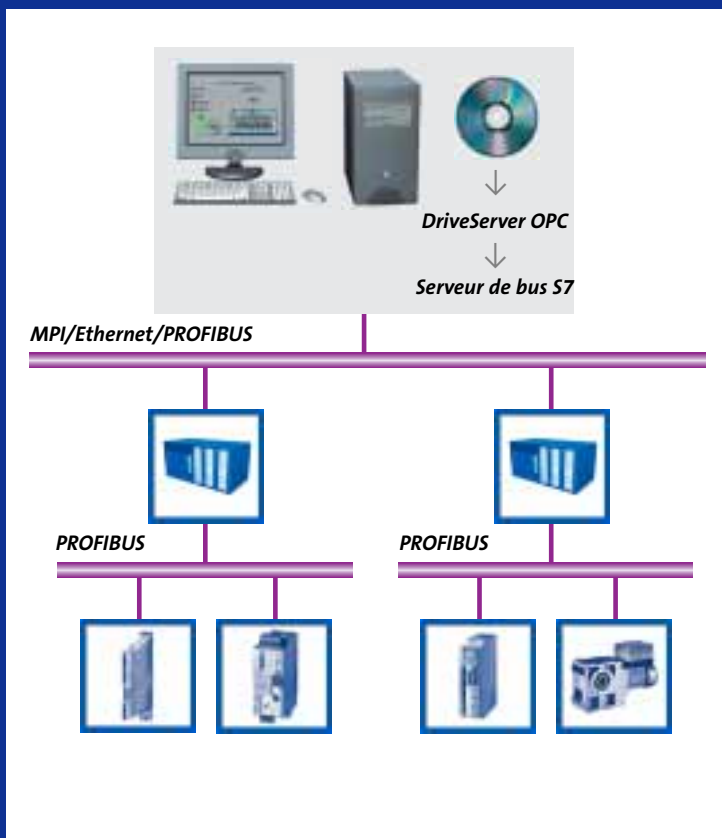 DriveServer OPC
Serveur de bus S7
MPI/Ethernet/PROFIBUS
PROFIBUS
PROFIBUS